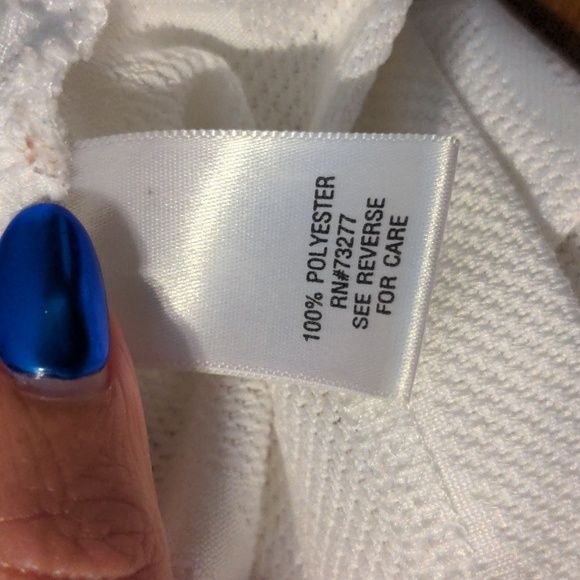 100% POLYESTER
RN#73277
SEE REVERSE
FOR CARE